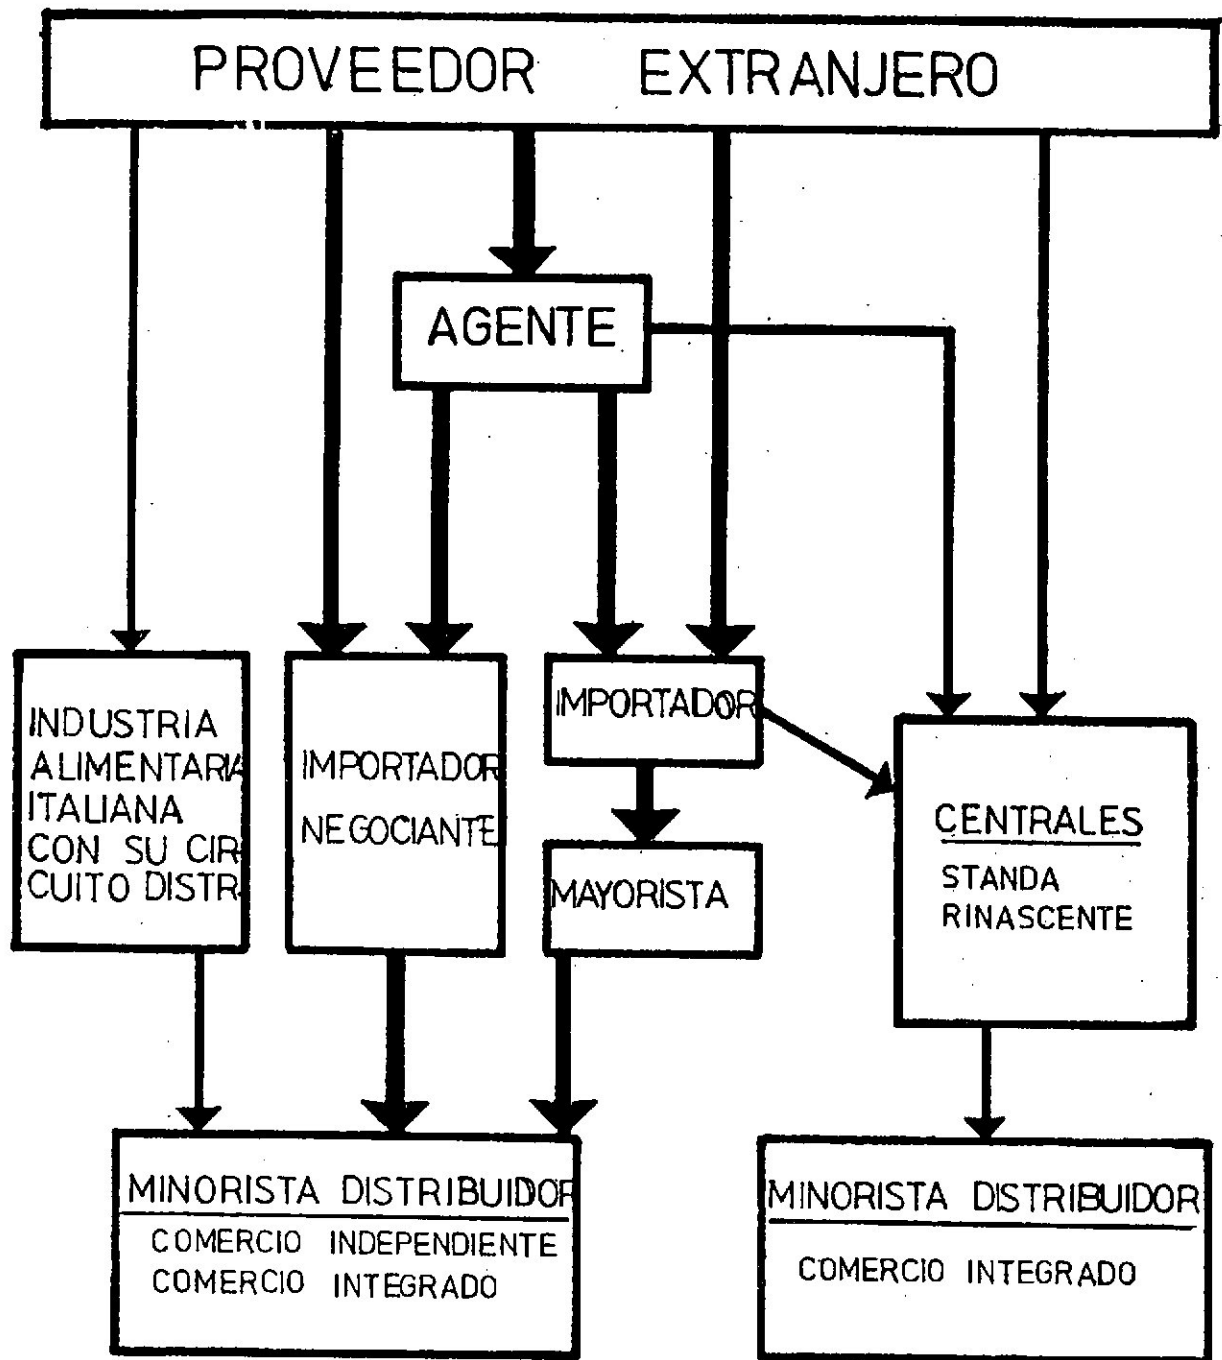 PROVEEDOR EXTRANJERO
AGENTE
INDUSTRIA
ALIMENTARIA
ITALIANA
CON SU CIR
CUITO DISTR.
IMPORTADOR
NEGOCIANTE
IMPORTADOR
MAYORISTA
CENTRALES
STANDA
RINASCENTE
MINORISTA DISTRIBUIDOR
COMERCIO INDEPENDIENTE
COMERCIO INTEGRADO
MINORISTA DISTRIBUIDOR
COMERCIO INTEGRADO